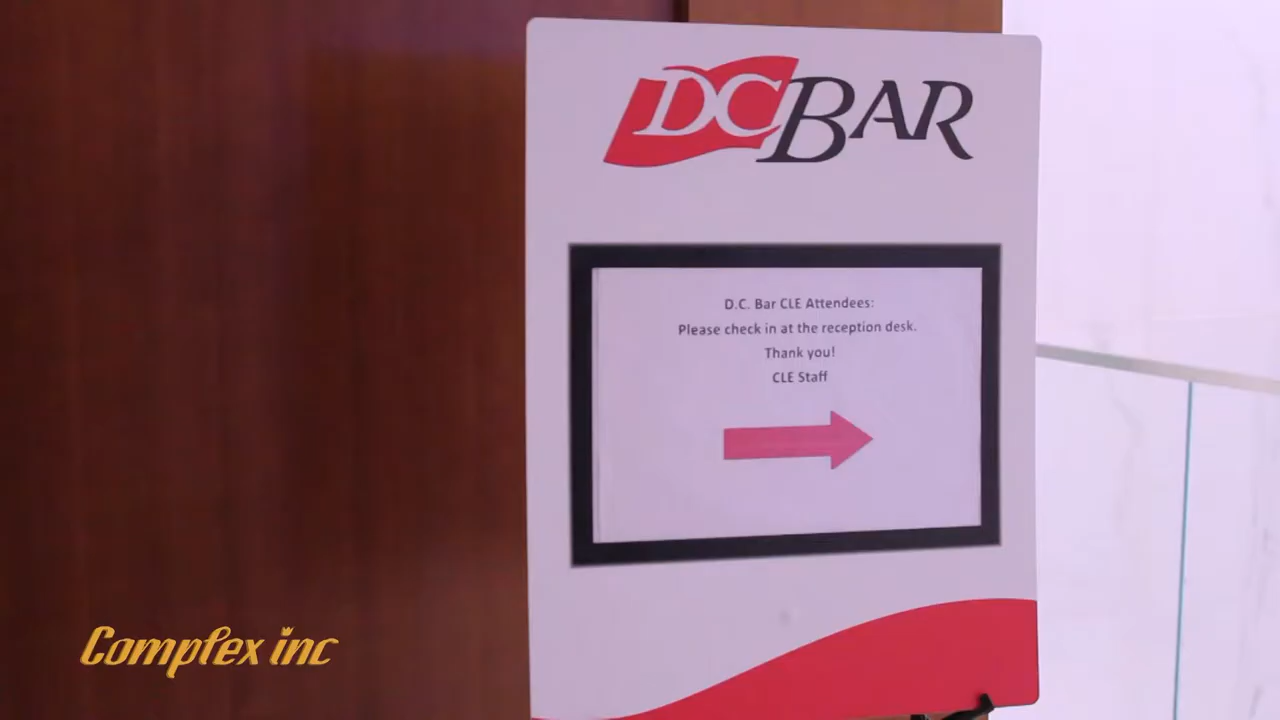 DC BAR
D.C. Bar CLE Attendees:
Please check in at the reception desk.
Thank you!
CLE Staff
Complex inc